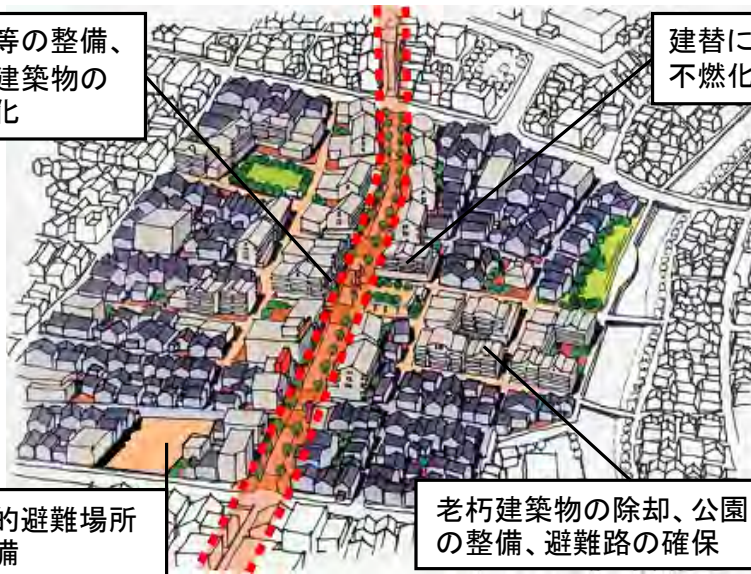 等の整備、
建築物の
化
建替に
不燃化
的避難場所
備
老朽建築物の除却、公園
の整備、避難路の確保